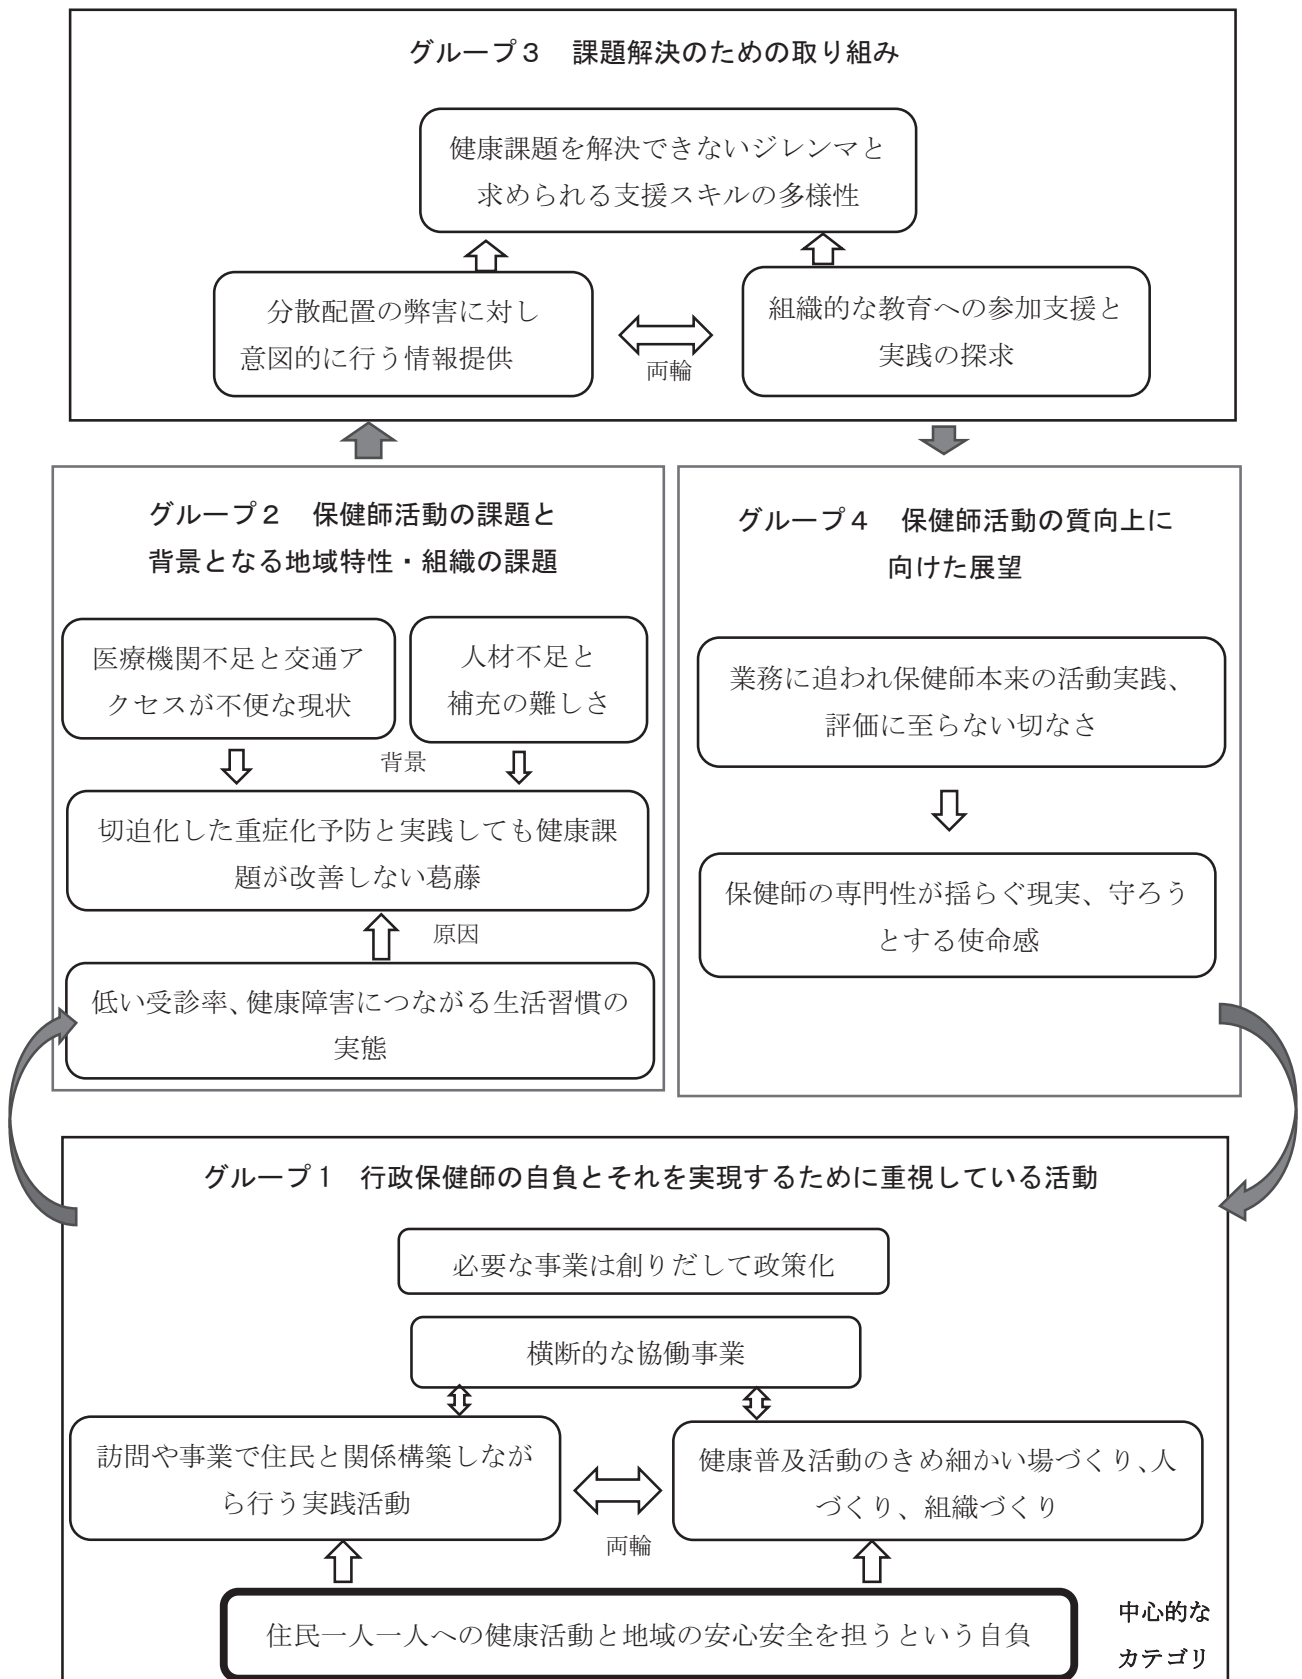 グループ３　課題解決のための取り組み
健康課題を解決できないジレンマと
求められる支援スキルの多様性
分散配置の弊害に対し
意図的に行う情報提供
両輪
組織的な教育への参加支援と
実践の探求
グループ２　保健師活動の課題と
背景となる地域特性・組織の課題
医療機関不足と交通ア
クセスが不便な現状
人材不足と
補充の難しさ
背景
切迫化した重症化予防と実践しても健康課
題が改善しない葛藤
原因
低い受診率、健康障害につながる生活習慣の
実態
グループ４　保健師活動の質向上に
向けた展望
業務に追われ保健師本来の活動実践、
評価に至らない切なさ
保健師の専門性が揺らぐ現実、守ろう
とする使命感
グループ１　行政保健師の自負とそれを実現するために重視している活動
必要な事業は創りだして政策化
横断的な協働事業
訪問や事業で住民と関係構築しなが
ら行う実践活動
両輪
健康普及活動のきめ細かい場づくり、人
づくり、組織づくり
住民一人一人への健康活動と地域の安心安全を担うという自負
中心的な
カテゴリ